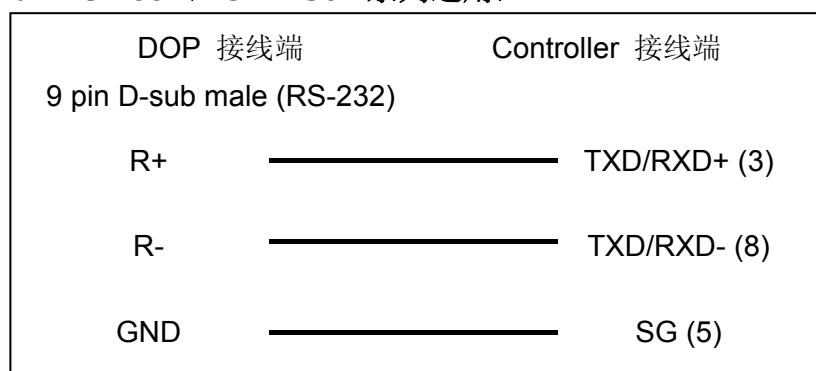 DOP 接线端 Controller 接线端
9 pin D-sub male (RS-232)
R+ TXD/RXD+ (3)
R- TXD/RXD- (8)
GND SG (5)